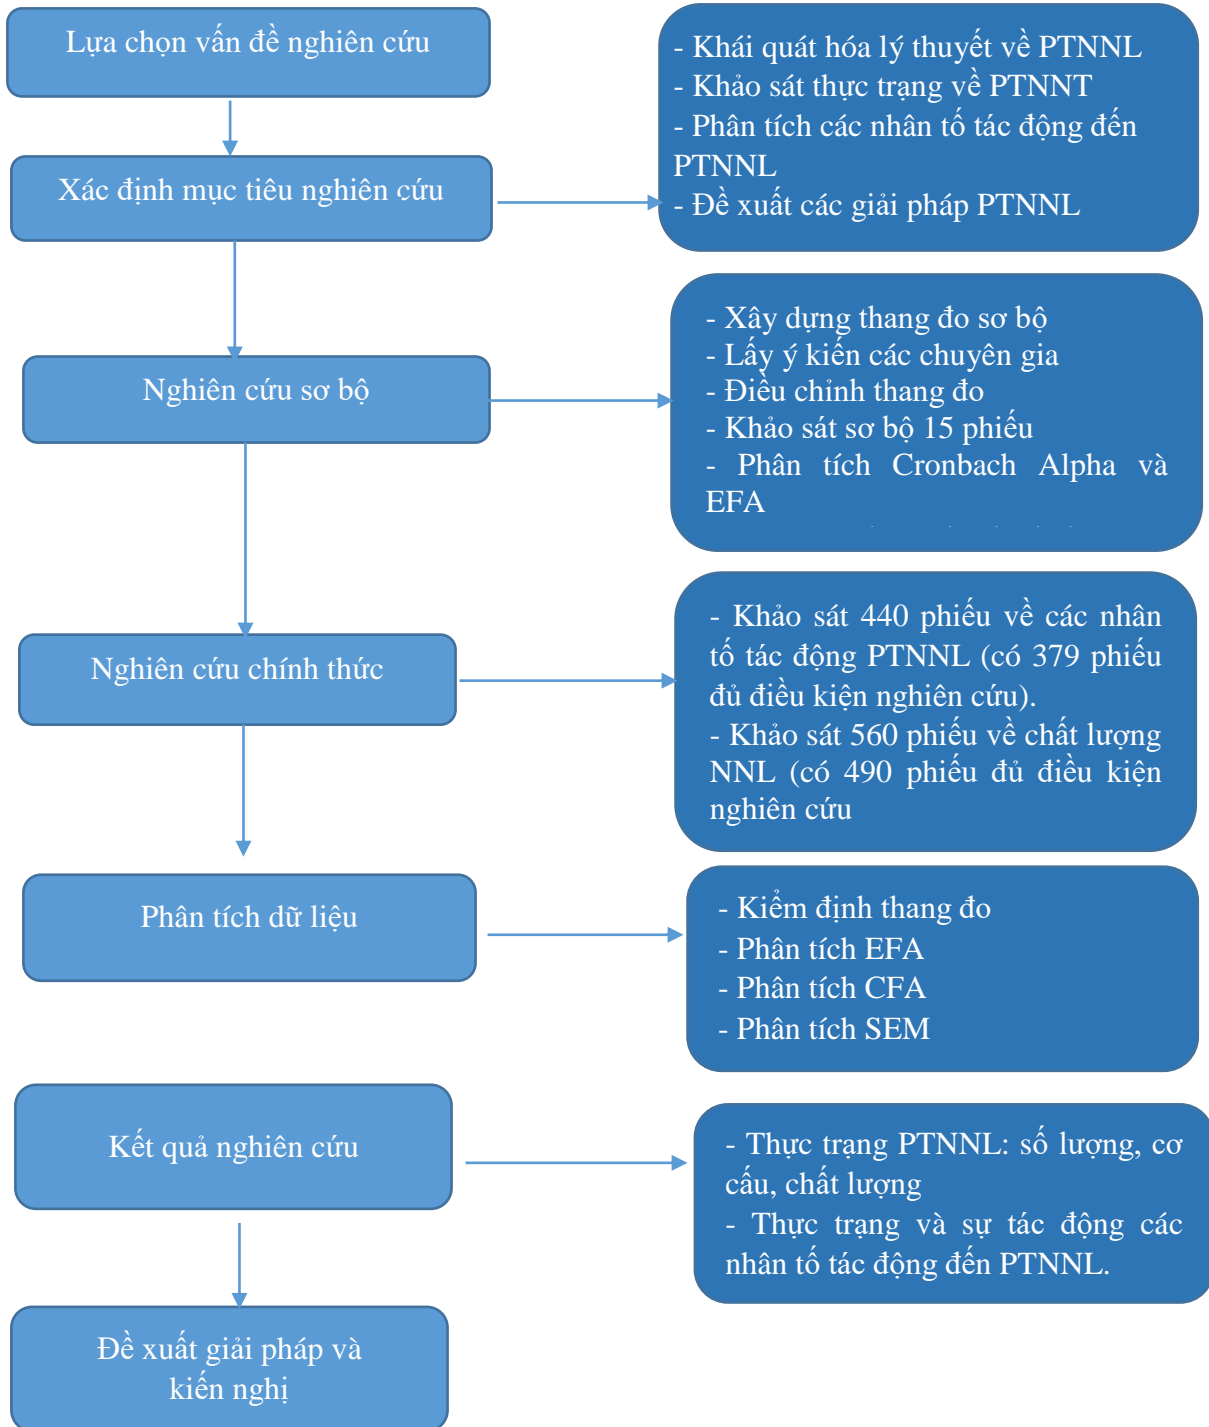 Lựa chọn vấn đề nghiên cứu
- Khái quát hóa lý thuyết về PTNNL
- Khảo sát thực trạng về PTNNT
- Phân tích các nhân tố tác động đến
PTNNL
- Đề xuất các giải pháp PTNNL
Xác định mục tiêu nghiên cứu
- Xây dựng thang đo sơ bộ
- Lấy ý kiến các chuyên gia
- Điều chỉnh thang đo
- Khảo sát sơ bộ 15 phiếu
- Phân tích Cronbach Alpha và
EFA
Nghiên cứu sơ bộ
- Khảo sát 440 phiếu về các nhân
tố tác động PTNNL (có 379 phiếu
đủ điều kiện nghiên cứu).
- Khảo sát 560 phiếu về chất lượng
NNL (có 490 phiếu đủ điều kiện
nghiên cứu
Nghiên cứu chính thức
Phân tích dữ liệu
- Kiểm định thang đo
- Phân tích EFA
- Phân tích CFA
- Phân tích SEM
Kết quả nghiên cứu
- Thực trạng PTNNL: số lượng, cơ
cấu, chất lượng
- Thực trạng và sự tác động các
nhân tố tác động đến PTNNL.
Đề xuất giải pháp và
kiến nghị